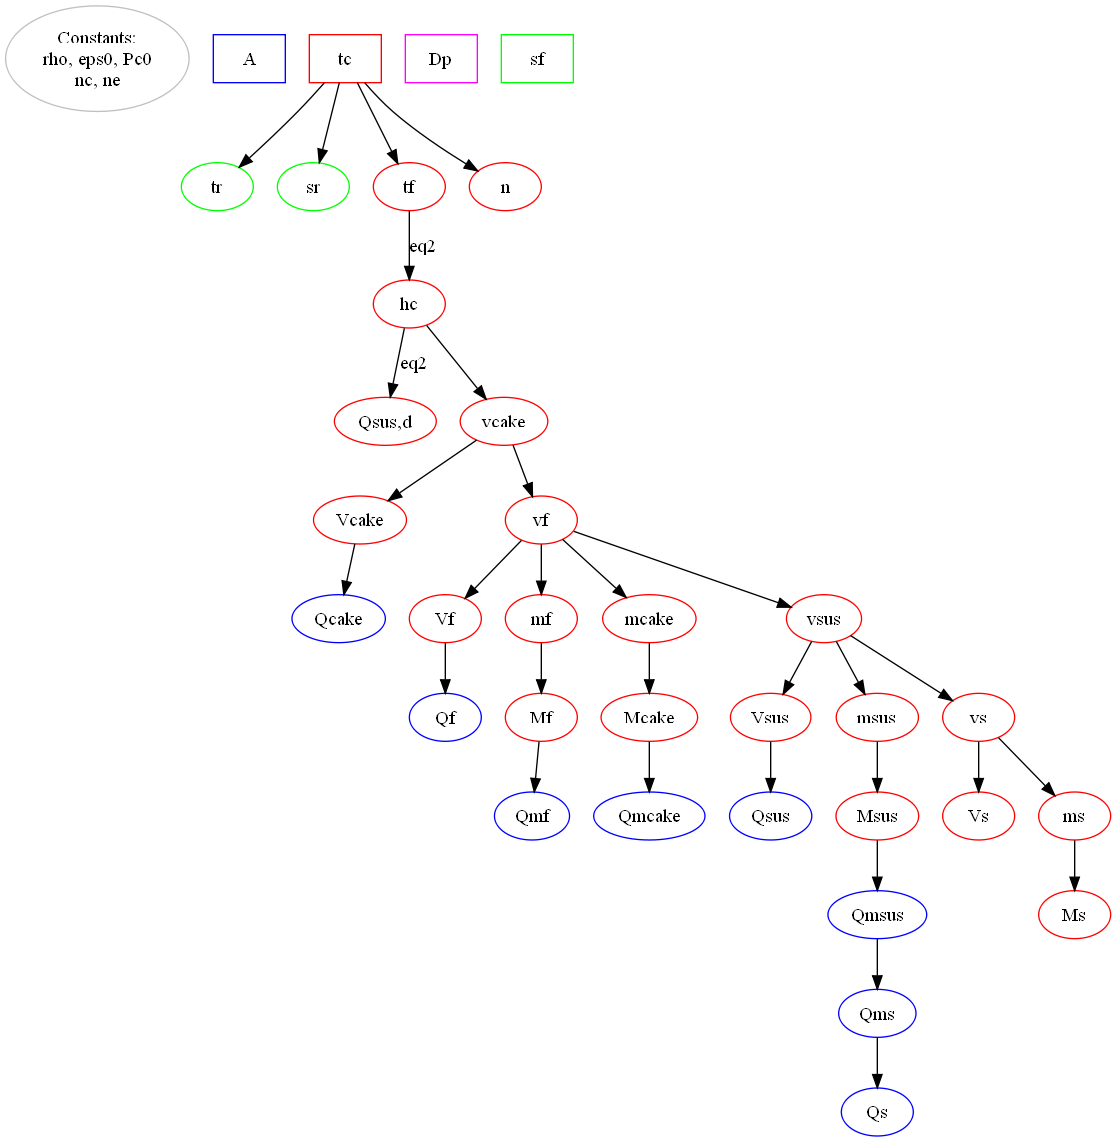 Constants:
rho, eps0, Pc0
nc, ne
A
tc
Dp
sf
tr
sr
tf
n
eq2
hc
eq2
Qsus,d
vcake
Vcake
vf
Qcake
Vf
mf
mcake
vsus
Qf
Mf
Mcake
Vsus
msus
vs
Qmf
Qmcake
Qsus
Msus
Vs
ms
Qmsus
Ms
Qms
Qs